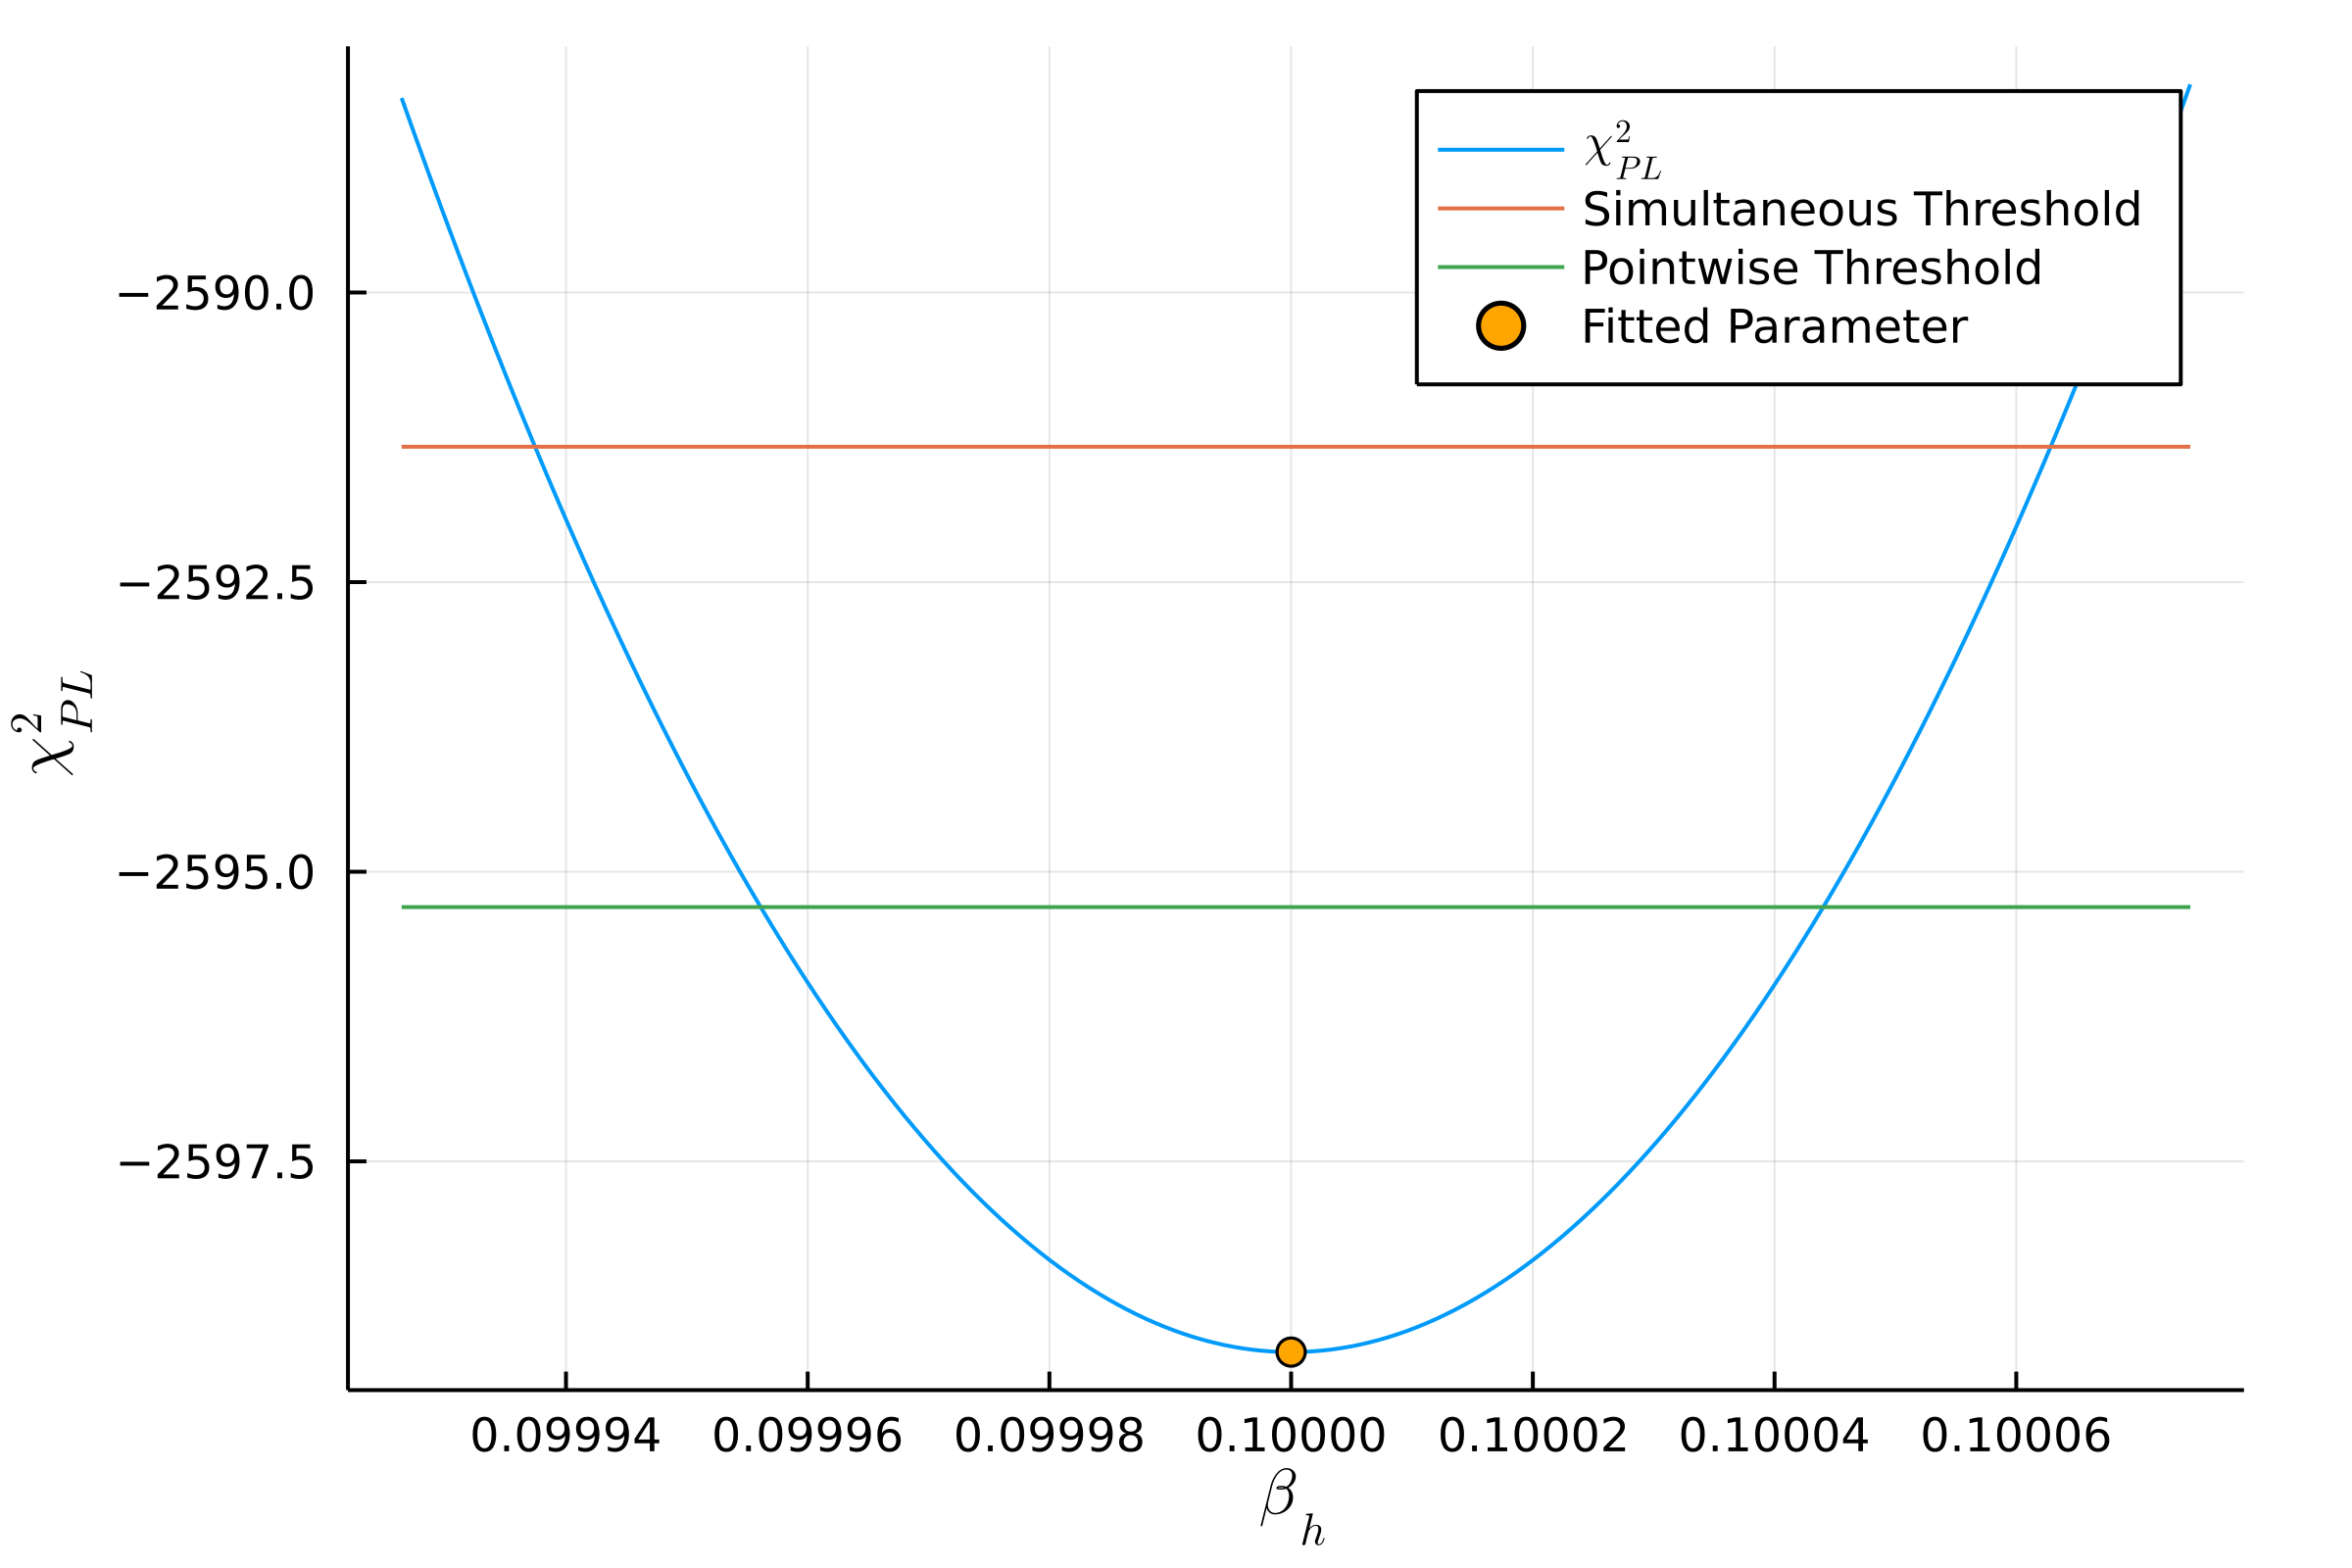 χ²_PL
Simultaneous Threshold
Pointwise Threshold
Fitted Parameter
−2590.0
−2592.5
−2595.0
−2597.5
χ²_PL
0.09994 0.09996 0.09998 0.10000 0.10002 0.10004 0.10006
β_h